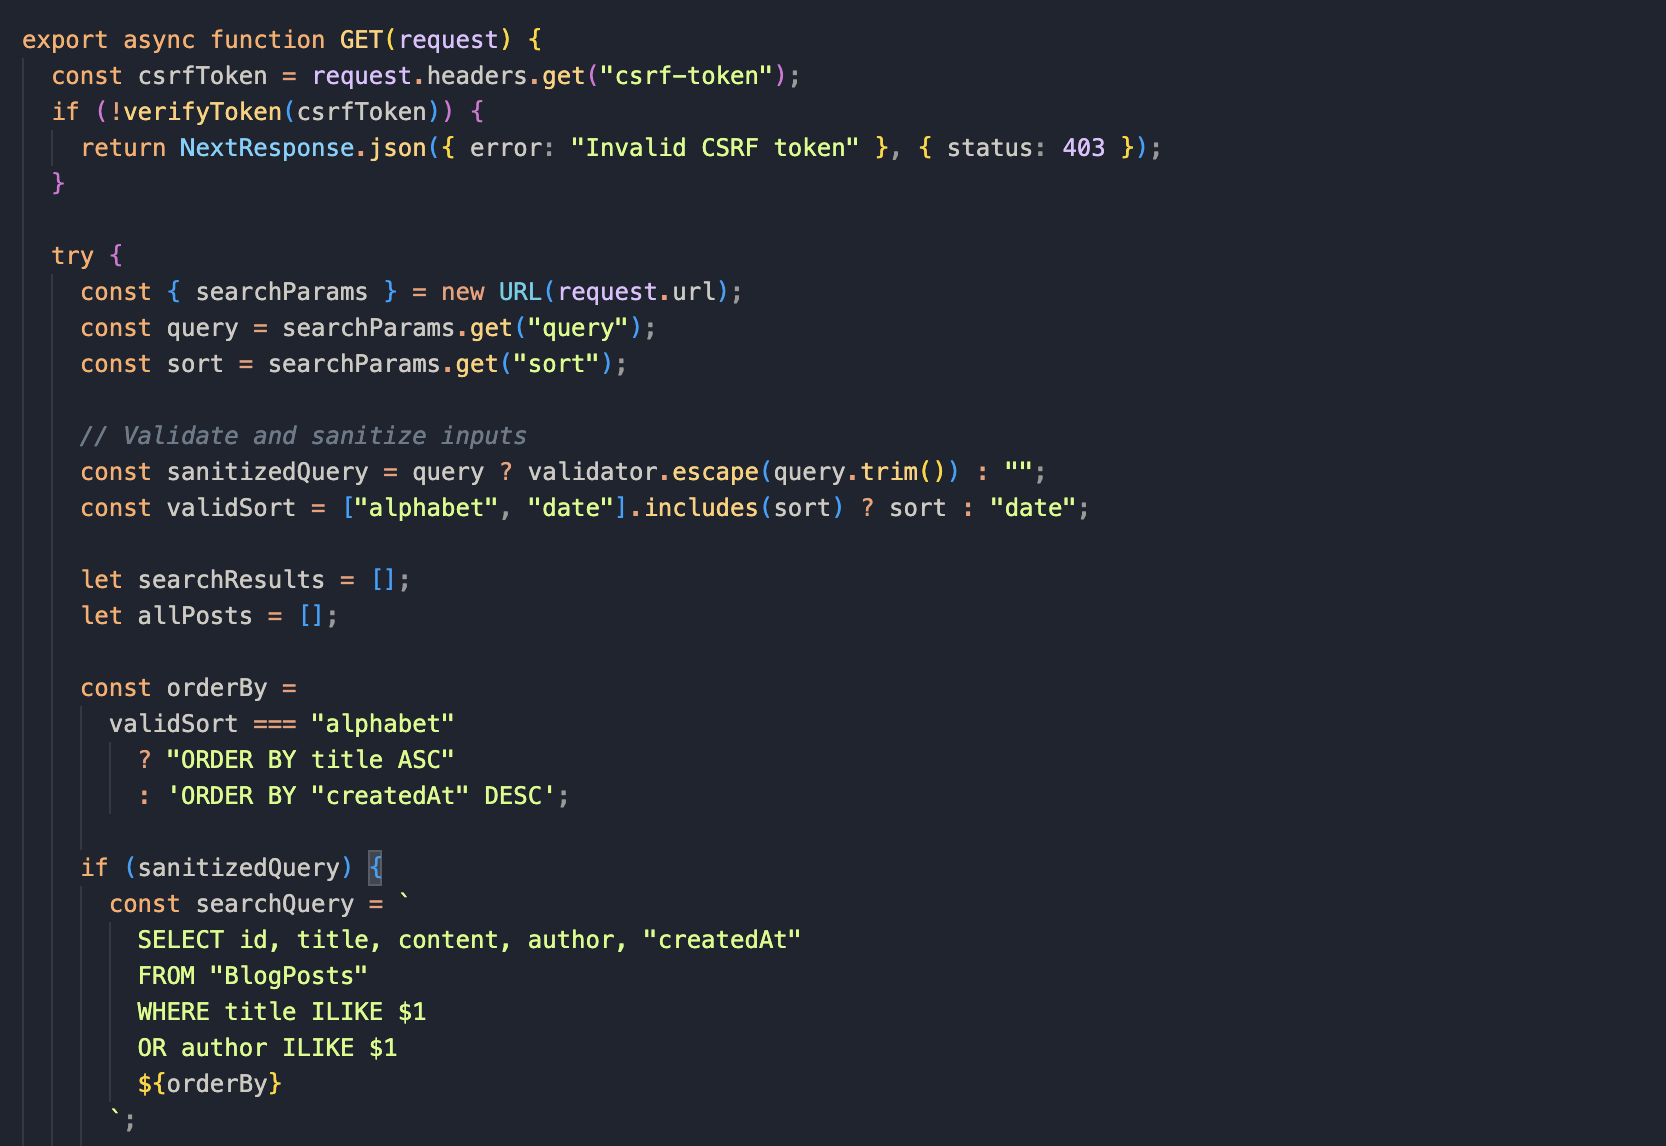 export async function GET(request) {
const csrfToken = request.headers.get("csrf-token");
if (!verifyToken(csrfToken)) {
return NextResponse.json({ error: "Invalid CSRF token" }, { status: 403 });
}
try {
const { searchParams } = new URL(request.url);
const query = searchParams.get("query");
const sort = searchParams.get("sort");
// Validate and sanitize inputs
const sanitizedQuery = query ? validator.escape(query.trim()) : "";
const validSort = ["alphabet", "date"].includes(sort) ? sort : "date";
let searchResults = [];
let allPosts = [];
const orderBy =
validSort === "alphabet"
? "ORDER BY title ASC"
: 'ORDER BY "createdAt" DESC';
if (sanitizedQuery) {
const searchQuery = `
SELECT id, title, content, author, "createdAt"
FROM "BlogPosts"
WHERE title ILIKE $1
OR author ILIKE $1
${orderBy}
`;